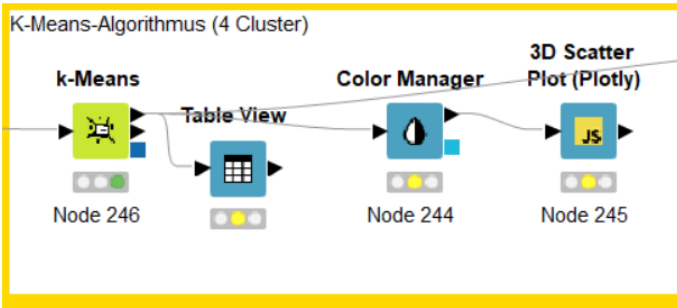 K-Means-Algorithmus (4 Cluster)
k-Means
Table View
Color Manager
3D Scatter
Plot (Plotly)
JS
Node 246
Node 244
Node 245